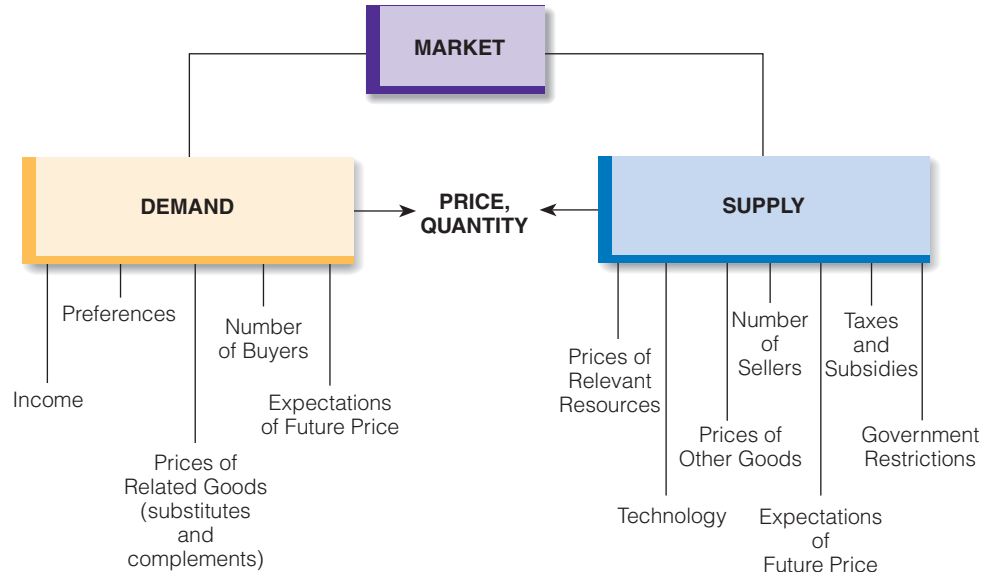 MARKET
DEMAND
PRICE,
QUANTITY
SUPPLY
Income
Preferences
Prices of
Related Goods
(substitutes
and
complements)
Number
of Buyers
Expectations
of Future Price
Prices of
Relevant
Resources
Technology
Prices of
Other Goods
Number
of
Sellers
Expectations
of
Future Price
Taxes
and
Subsidies
Government
Restrictions